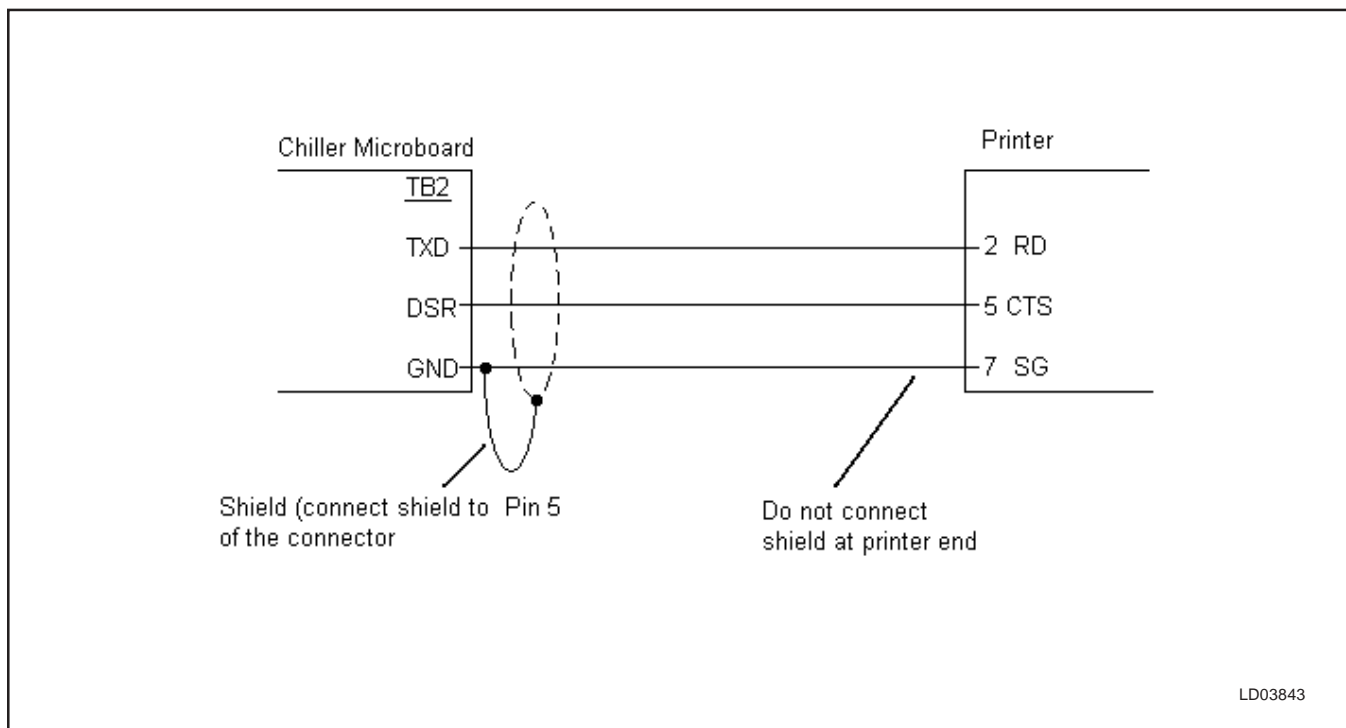 Chiller Microboard
Printer
TB2
TXD
2 RD
DSR
5 CTS
GND
7 SG
Shield (connect shield to Pin 5
of the connector
Do not connect
shield at printer end
LD03843